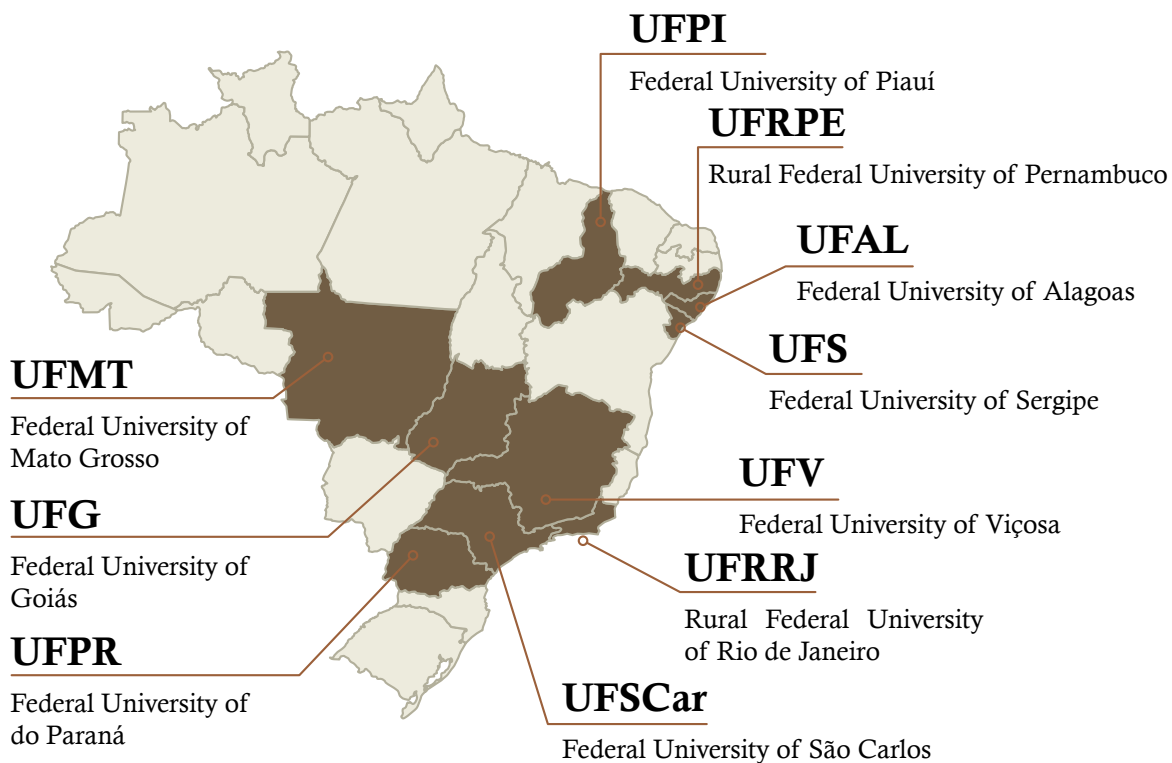 UFPI
Federal University of Piauí
UFRPE
Rural Federal University of Pernambuco
UFAL
Federal University of Alagoas
UFS
Federal University of Sergipe
UFMT
Federal University of
Mato Grosso
UFV
Federal University of Viçosa
UFG
Federal University of
Goiás
UFRRJ
Rural Federal University
of Rio de Janeiro
UFPR
Federal University of
do Paraná
UFSCar
Federal University of São Carlos